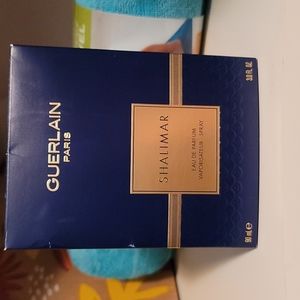 GUERLAIN
PARIS
SHALIMAR
EAU DE PARFUM
VAPORISATEUR - SPRAY
90 ml ℮
3.0 fl. oz.